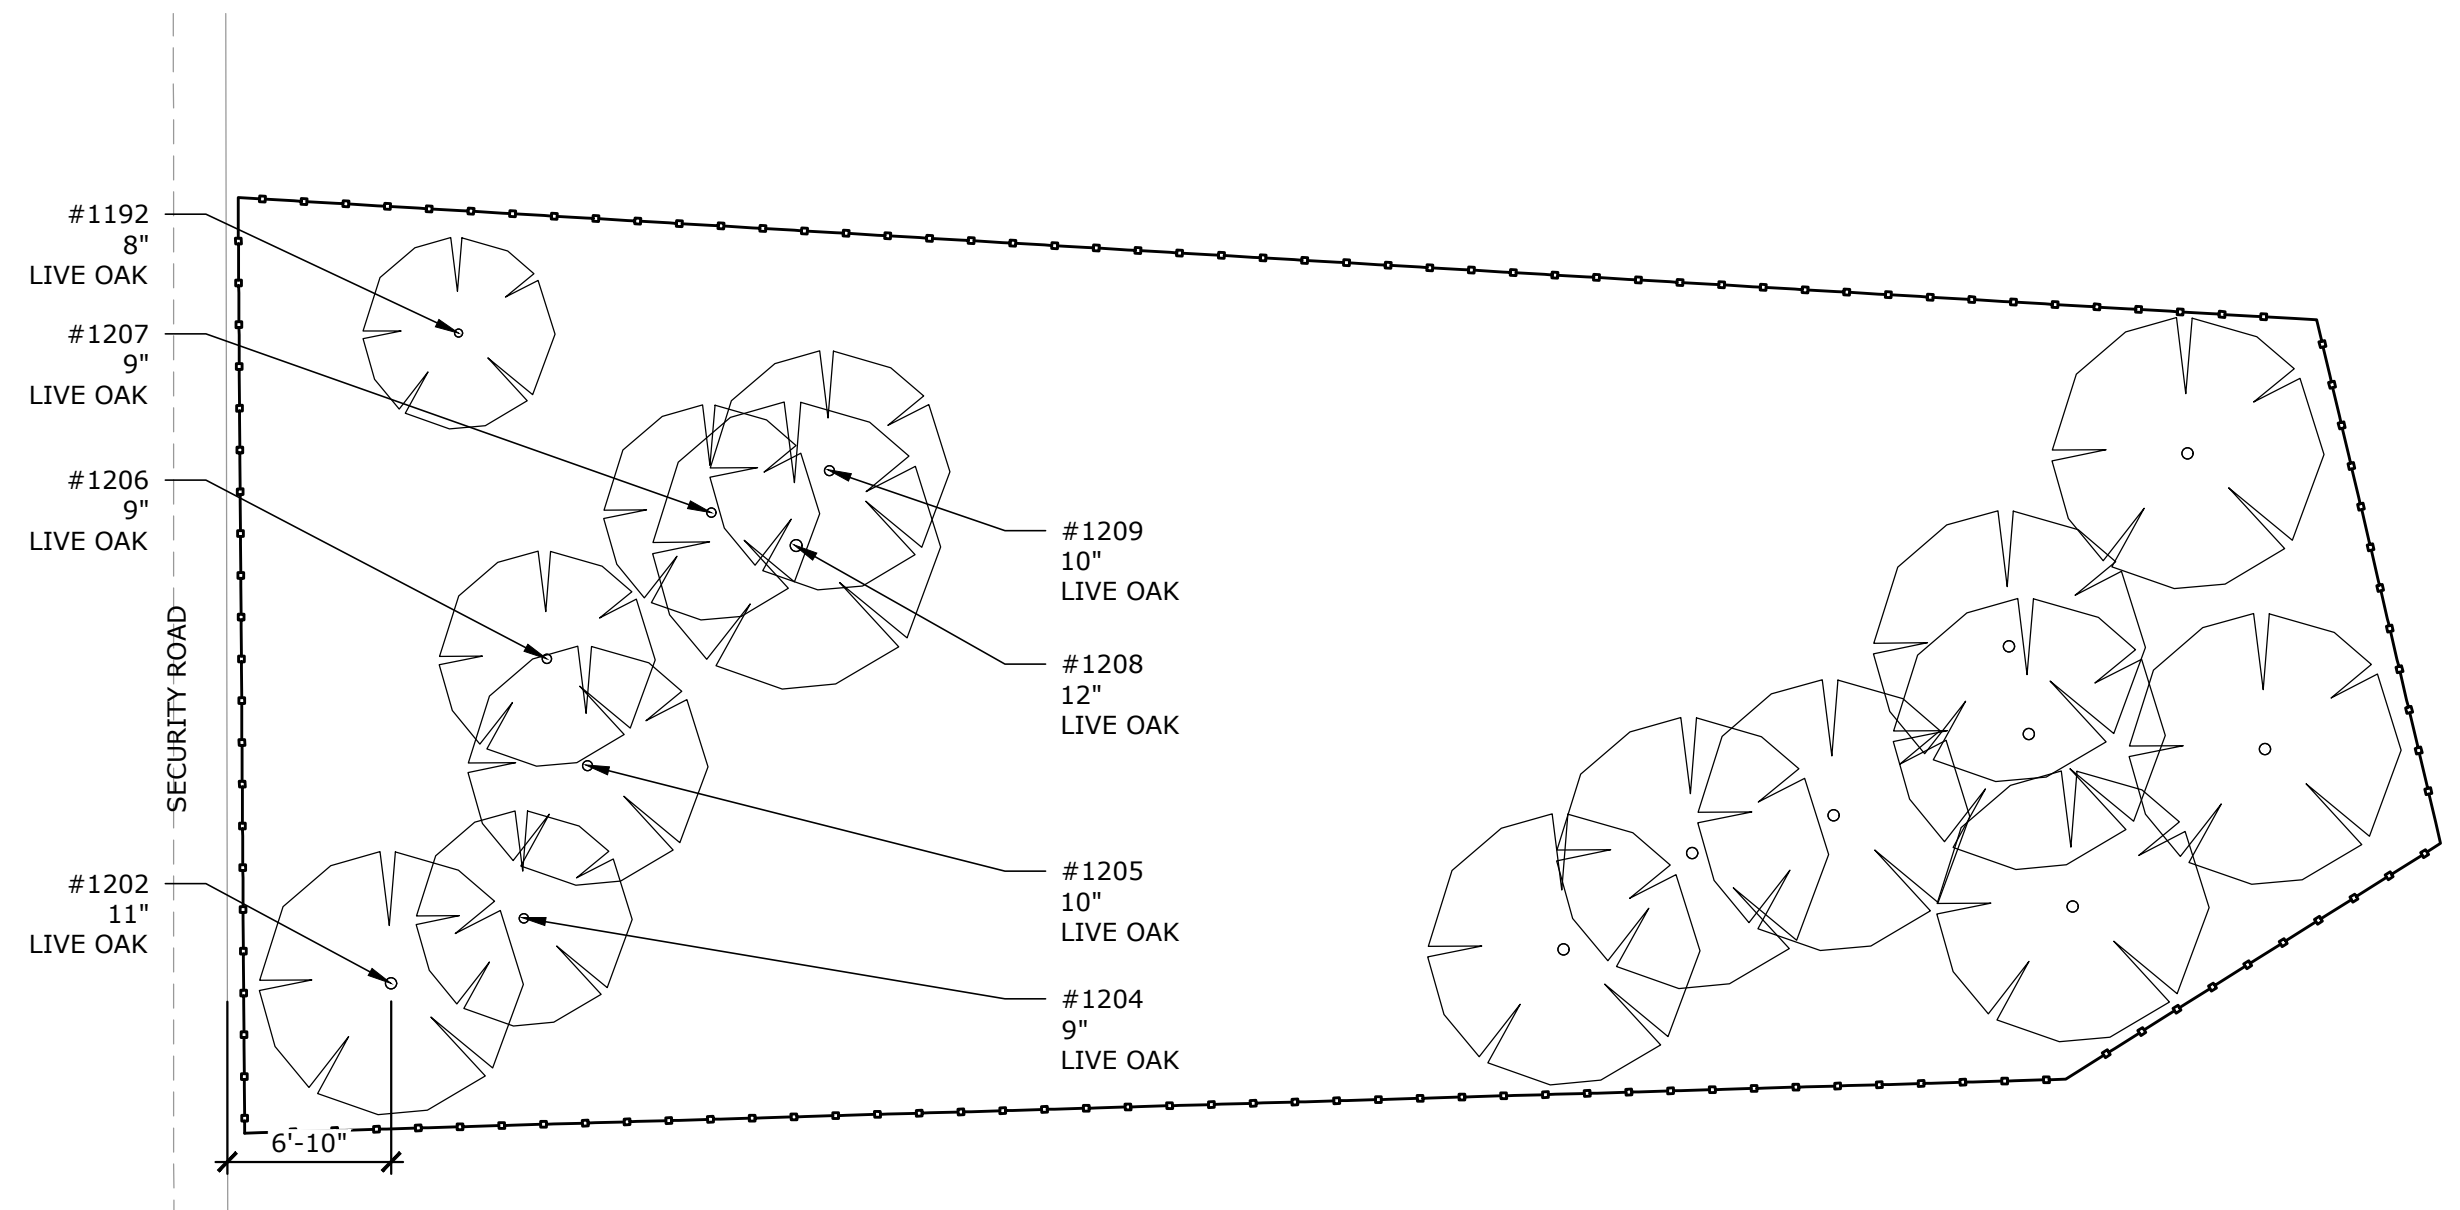 #1192
8"
LIVE OAK
#1207
9"
LIVE OAK
#1206
9"
LIVE OAK
SECURITY ROAD
#1202
11"
LIVE OAK
6'-10"
#1209
10"
LIVE OAK
#1208
12"
LIVE OAK
#1205
10"
LIVE OAK
#1204
9"
LIVE OAK